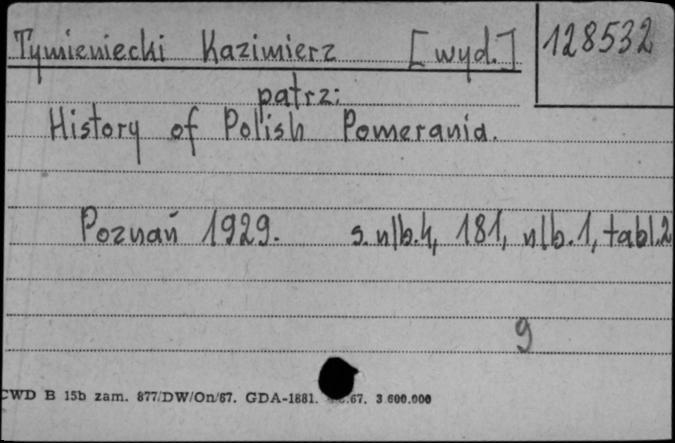 Tymieniecki Kazimierz [wyd.] 128532
patrz:
History of Polish Pomerania.
Poznań 1929. s. nlb. 4, 181, nlb. 1, tabl. 2
9
CWD B 15b zam. 877/DW/On/67. GDA-1881. .67. 3.600.000